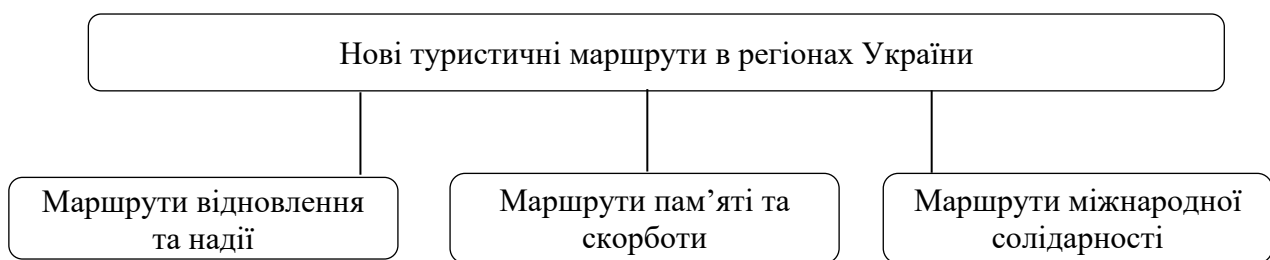 Нові туристичні маршрути в регіонах України
Маршрути відновлення
та надії
Маршрути пам’яті та
скорботи
Маршрути міжнародної
солідарності